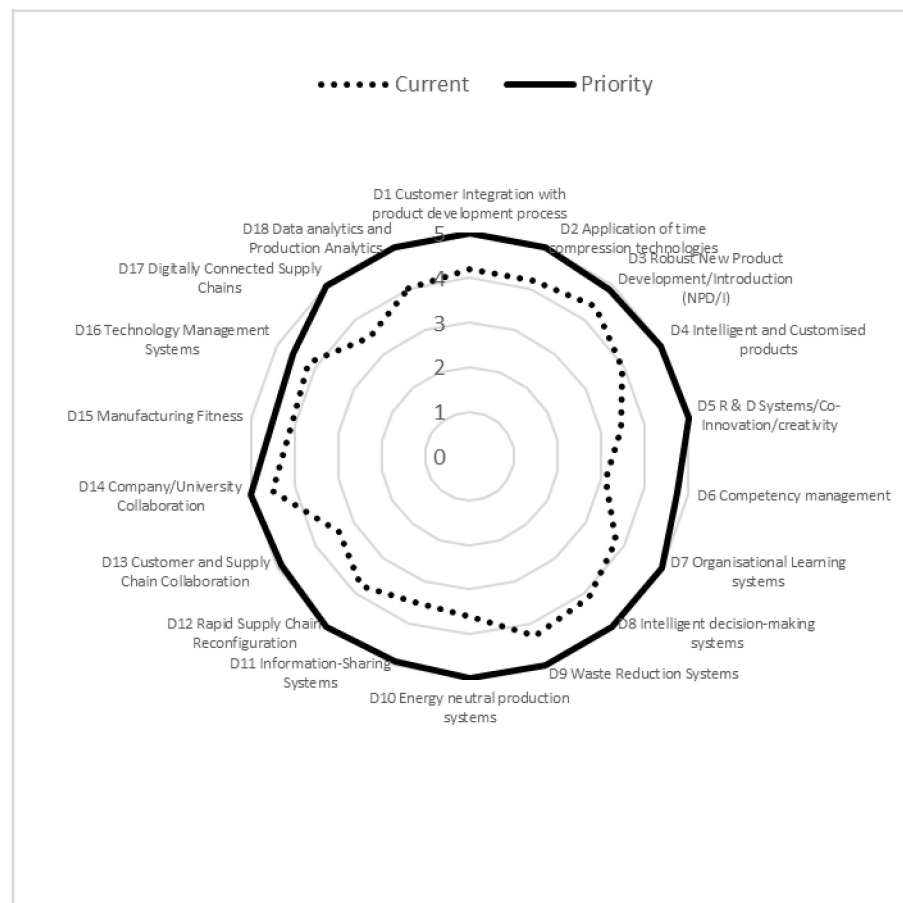 Current
Priority
D1 Customer Integration with
product development process
D2 Application of time
compression technologies
D3 Robust New Product
Development/Introduction
(NPD/I)
D4 Intelligent and Customised
products
D5 R & D Systems/Co-
Innovation/creativity
D6 Competency management
D7 Organisational Learning
systems
D8 Intelligent decision-making
systems
D9 Waste Reduction Systems
D10 Energy neutral production
systems
D11 Information-Sharing
Systems
D12 Rapid Supply Chain
Reconfiguration
D13 Customer and Supply
Chain Collaboration
D14 Company/University
Collaboration
D15 Manufacturing Fitness
D16 Technology Management
Systems
D17 Digitally Connected Supply
Chains
D18 Data analytics and
Production Analytics
5
4
3
2
1
0